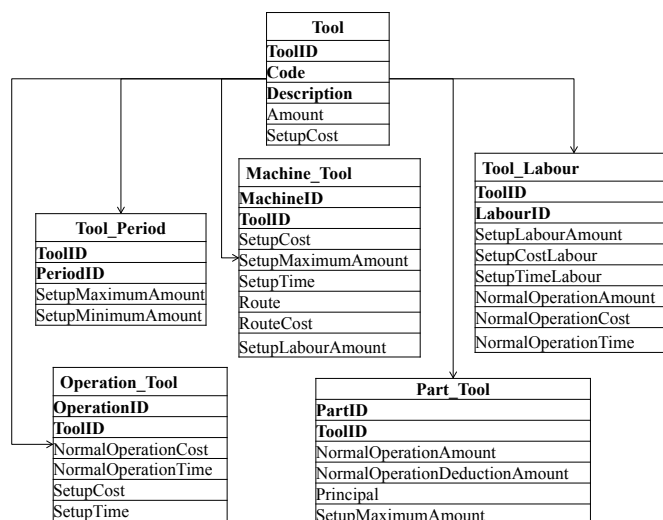 Tool
ToolID
Code
Description
Amount
SetupCost
Machine_Tool
MachineID
ToolID
SetupCost
SetupMaximumAmount
SetupTime
Route
RouteCost
SetupLabourAmount
Tool_Labour
ToolID
LabourID
SetupLabourAmount
SetupCostLabour
SetupTimeLabour
NormalOperationAmount
NormalOperationCost
NormalOperationTime
Tool_Period
ToolID
PeriodID
SetupMaximumAmount
SetupMinimumAmount
Operation_Tool
OperationID
ToolID
NormalOperationCost
NormalOperationTime
SetupCost
SetupTime
Part_Tool
PartID
ToolID
NormalOperationAmount
NormalOperationDeductionAmount
Principal
SetupMaximumAmount